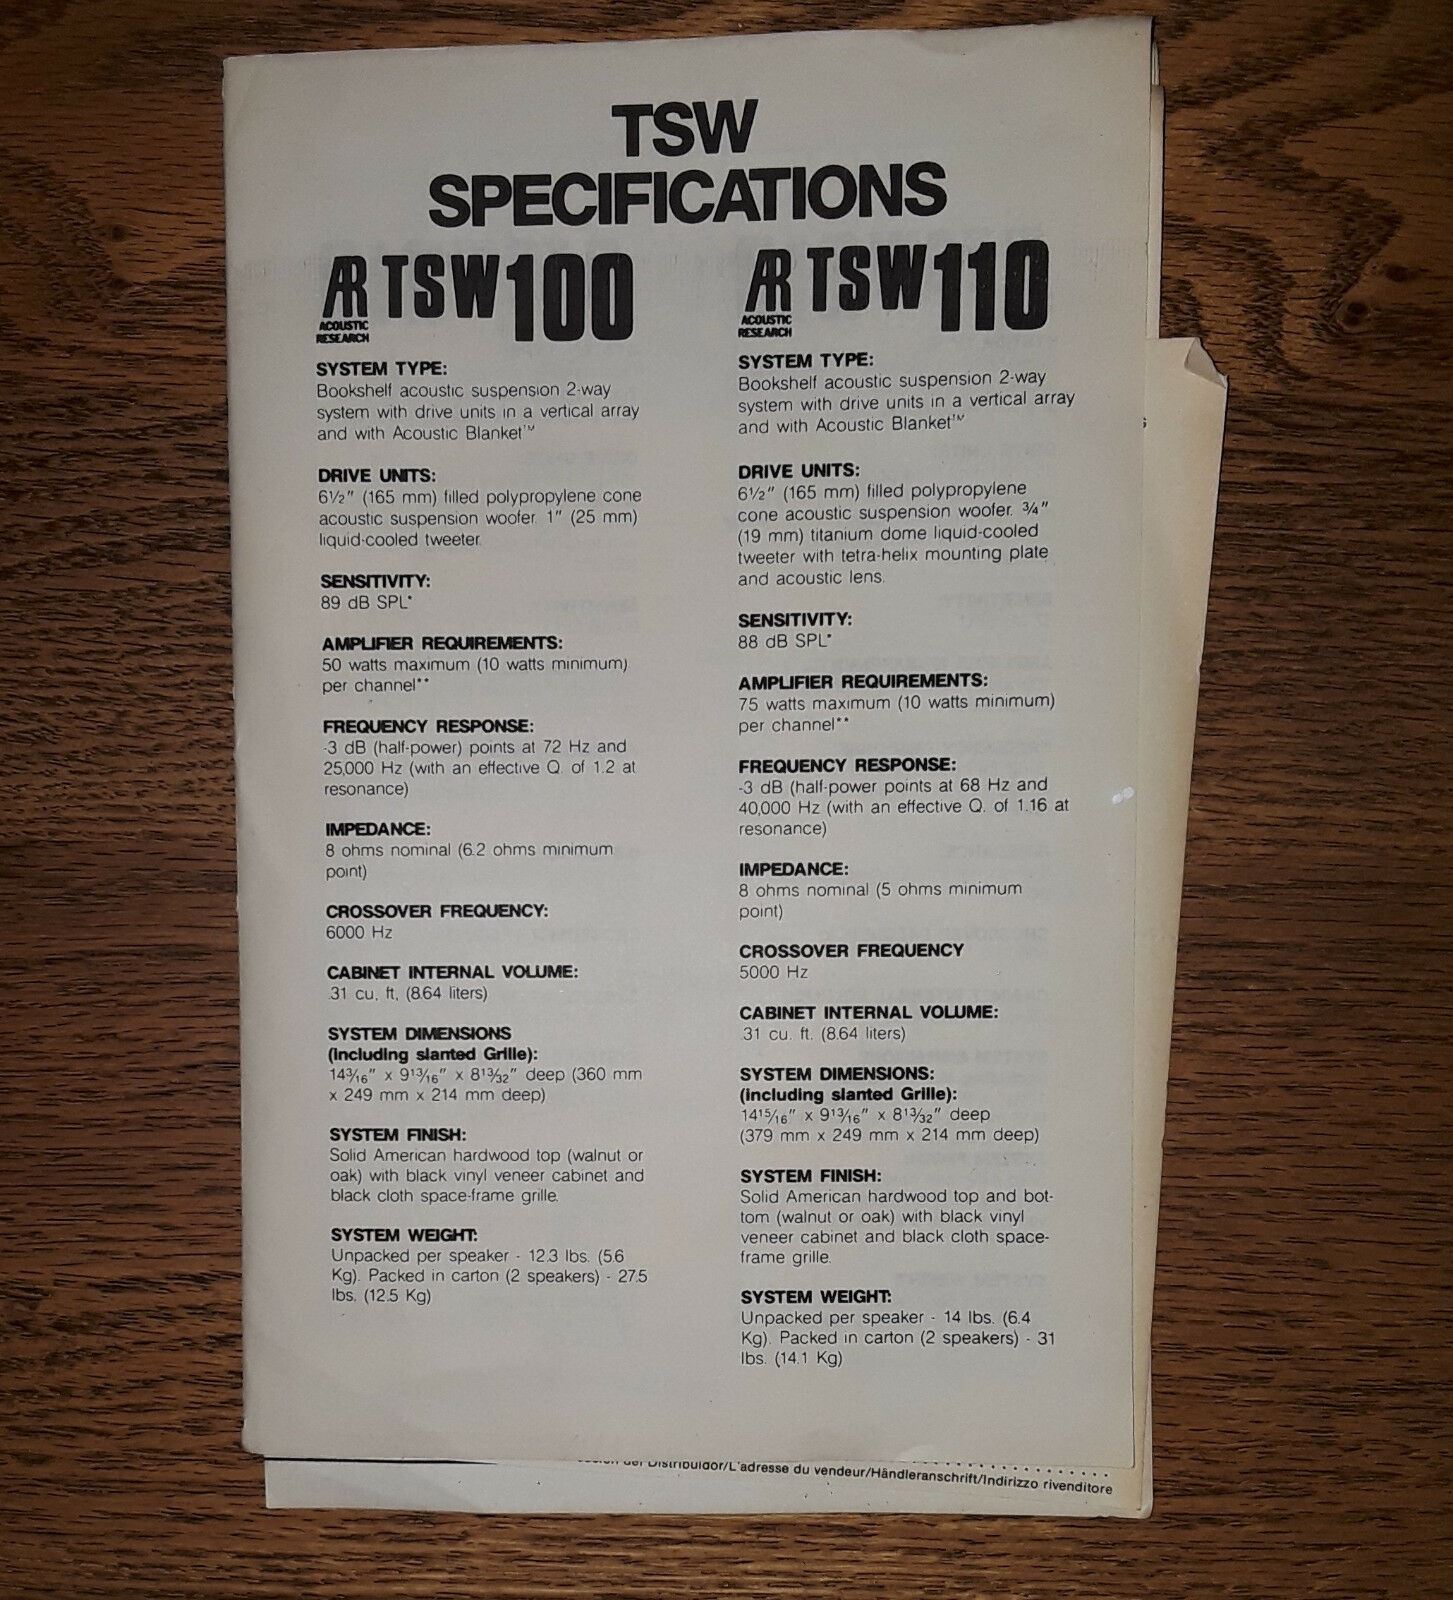 TSW
SPECIFICATIONS
AR TSW100
ACOUSTIC
RESEARCH
SYSTEM TYPE:
Bookshelf acoustic suspension 2-way
system with drive units in a vertical array
and with Acoustic Blanket™
DRIVE UNITS:
6½" (165 mm) filled polypropylene cone
acoustic suspension woofer. 1" (25 mm)
liquid-cooled tweeter.
SENSITIVITY:
89 dB SPL*
AMPLIFIER REQUIREMENTS:
50 watts maximum (10 watts minimum)
per channel**
FREQUENCY RESPONSE:
-3 dB (half-power) points at 72 Hz and
25,000 Hz (with an effective Q. of 1.2 at
resonance)
IMPEDANCE:
8 ohms nominal (6.2 ohms minimum
point)
CROSSOVER FREQUENCY:
6000 Hz
CABINET INTERNAL VOLUME:
.31 cu, ft, (8.64 liters)
SYSTEM DIMENSIONS
(including slanted Grille):
14³⁄₁₆" x 9¹³⁄₁₆" x 8¹³⁄₃₂" deep (360 mm
x 249 mm x 214 mm deep)
SYSTEM FINISH:
Solid American hardwood top (walnut or
oak) with black vinyl veneer cabinet and
black cloth space-frame grille.
SYSTEM WEIGHT:
Unpacked per speaker - 12.3 lbs. (5.6
Kg). Packed in carton (2 speakers) - 27.5
lbs. (12.5 Kg)
AR TSW110
ACOUSTIC
RESEARCH
SYSTEM TYPE:
Bookshelf acoustic suspension 2-way
system with drive units in a vertical array
and with Acoustic Blanket™
DRIVE UNITS:
6½" (165 mm) filled polypropylene
cone acoustic suspension woofer. ¾"
(19 mm) titanium dome liquid-cooled
tweeter with tetra-helix mounting plate
and acoustic lens.
SENSITIVITY:
88 dB SPL*
AMPLIFIER REQUIREMENTS:
75 watts maximum (10 watts minimum)
per channel**
FREQUENCY RESPONSE:
-3 dB (half-power points at 68 Hz and
40,000 Hz (with an effective Q. of 1.16 at
resonance)
IMPEDANCE:
8 ohms nominal (5 ohms minimum
point)
CROSSOVER FREQUENCY
5000 Hz
CABINET INTERNAL VOLUME:
.31 cu. ft. (8.64 liters)
SYSTEM DIMENSIONS:
(including slanted Grille):
14¹⁵⁄₁₆" x 9¹³⁄₁₆" x 8¹³⁄₃₂" deep
(379 mm x 249 mm x 214 mm deep)
SYSTEM FINISH:
Solid American hardwood top and bot-
tom (walnut or oak) with black vinyl
veneer cabinet and black cloth space-
frame grille.
SYSTEM WEIGHT:
Unpacked per speaker - 14 lbs. (6.4
Kg). Packed in carton (2 speakers) - 31
lbs. (14.1 Kg)
del Distribuidor/L'adresse du vendeur/Händleranschrift/Indirizzo rivenditore